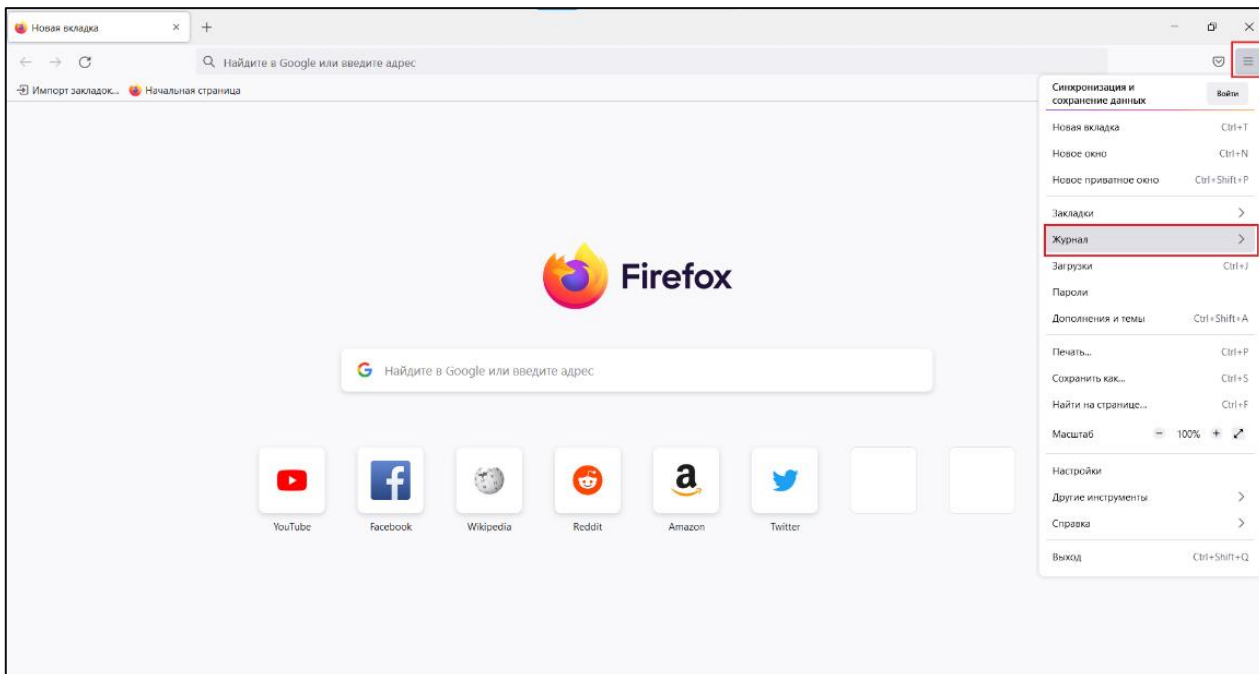 Новая вкладка
Найдите в Google или введите адрес
Импорт закладок... Начальная страница
Синхронизация и
сохранение данных
Войти
Новая вкладка Ctrl+T
Новое окно Ctrl+N
Новое приватное окно Ctrl+Shift+P
Закладки
Журнал
Загрузки Ctrl+J
Пароли
Дополнения и темы Ctrl+Shift+A
Печать... Ctrl+P
Сохранить как... Ctrl+S
Найти на странице... Ctrl+F
Масштаб − 100% +
Настройки
Другие инструменты
Справка
Выход Ctrl+Shift+Q
Firefox
Найдите в Google или введите адрес
YouTube Facebook Wikipedia Reddit Amazon Twitter